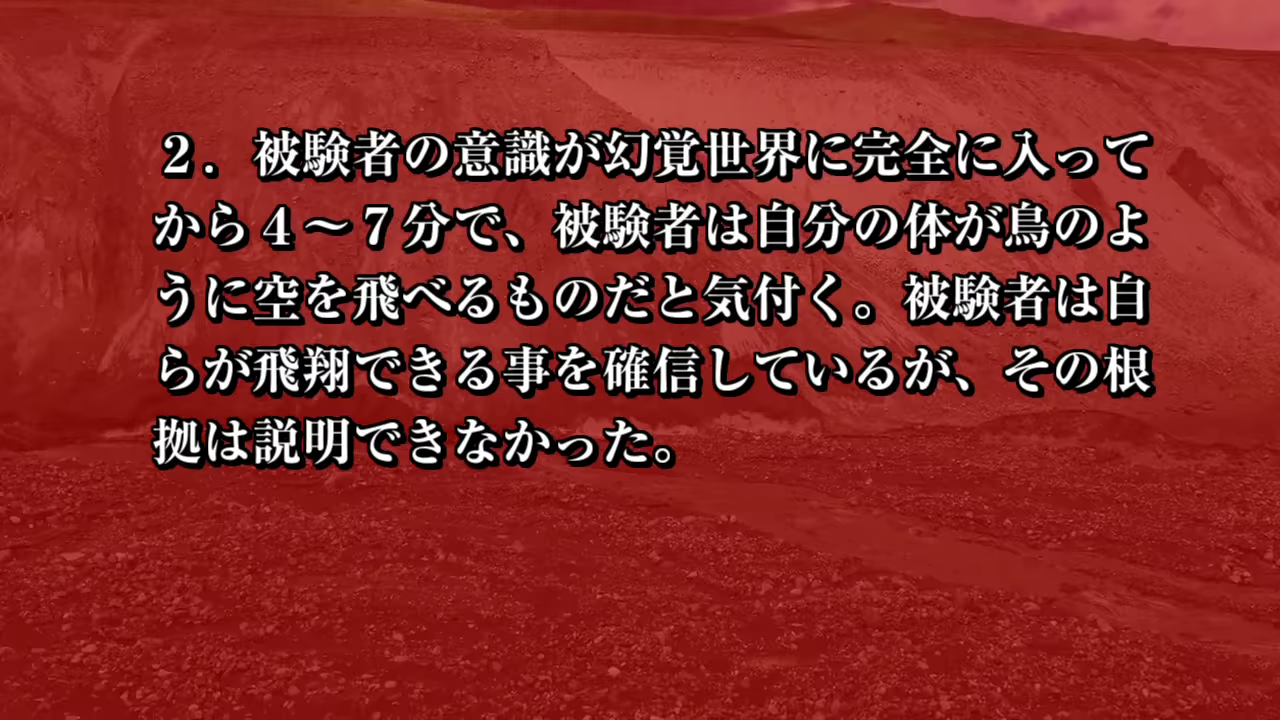 ２．被験者の意識が幻覚世界に完全に入って
から４～７分で、被験者は自分の体が鳥のよ
うに空を飛べるものだと気付く。被験者は自
らが飛翔できる事を確信しているが、その根
拠は説明できなかった。